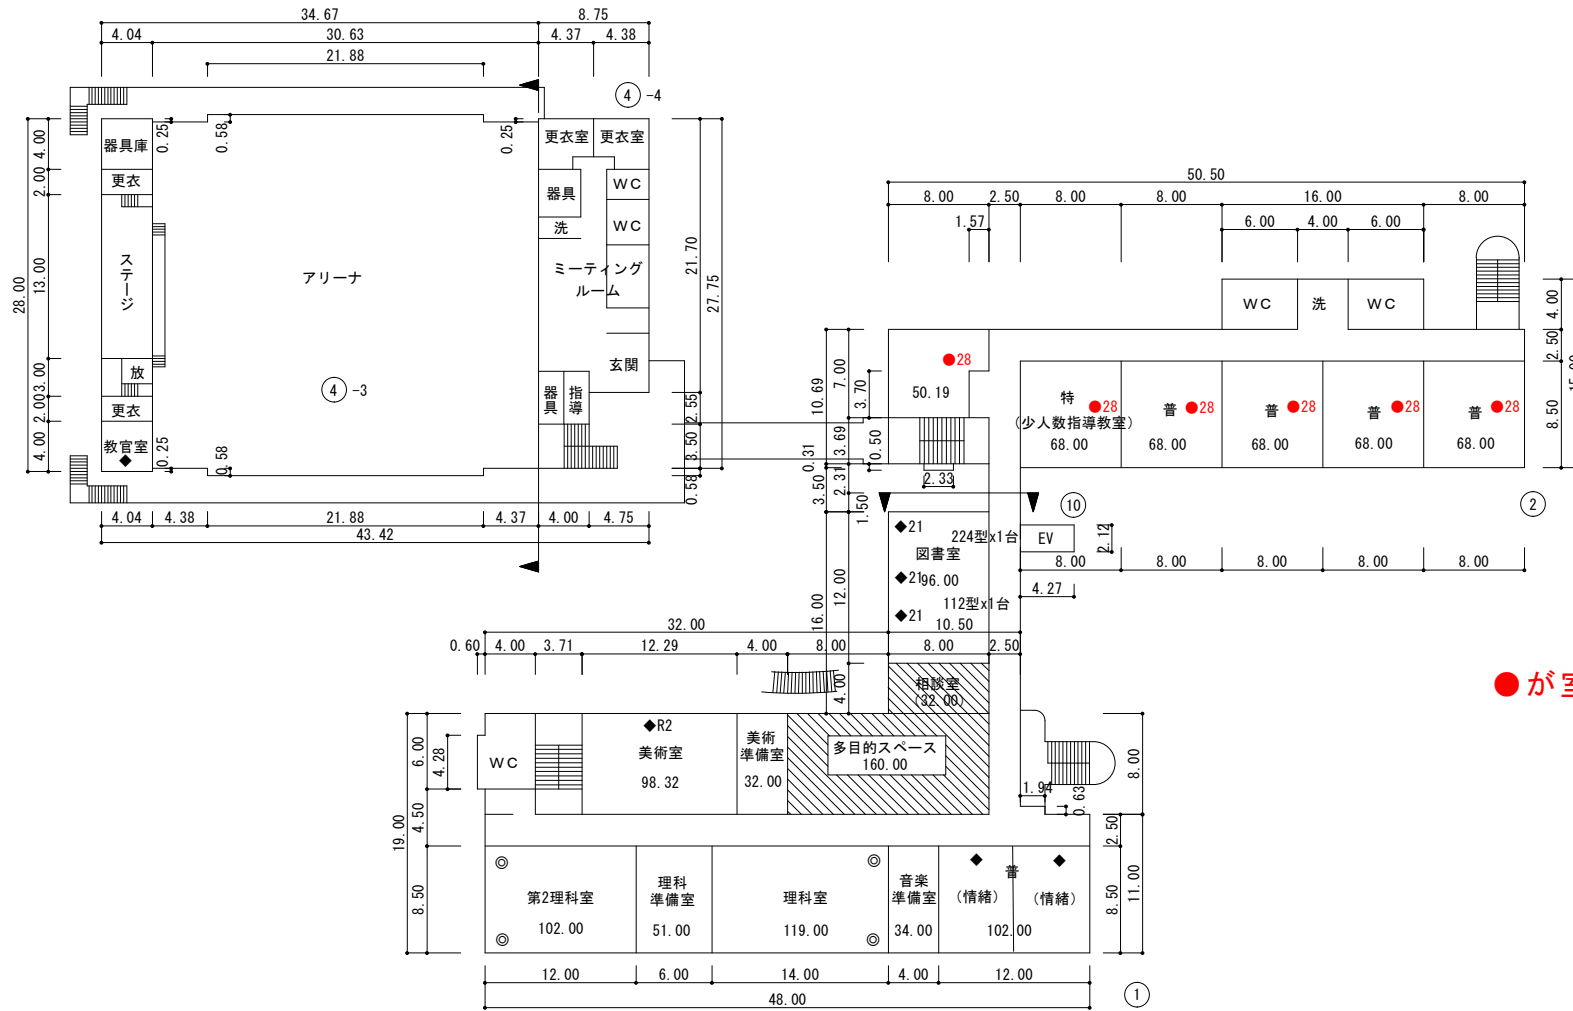 34.67
8.75
4.04
30.63
4.37
4.38
21.88
④ -4
28.00
4.00
2.00
13.00
3.00
2.00
4.00
器具庫
更衣
ステージ
放
更衣
教官室
◆
0.25
0.58
0.25
アリーナ
④ -3
0.25
0.58
更衣室
更衣室
器具
WC
洗
WC
ミーティング
ルーム
玄関
器具
指導
21.70
27.75
2.55
3.50
0.58
4.04
4.38
21.88
4.37
4.00
4.75
43.42
50.50
8.00
2.50
8.00
8.00
16.00
8.00
1.57
6.00
4.00
6.00
WC
洗
WC
4.00
2.50
8.50
10.69
7.00
3.70
3.69
0.50
0.31
3.50
2.31
1.50
●28
50.19
2.33
特
●28
(少人数指導教室)
68.00
普
●28
68.00
普
●28
68.00
普
●28
68.00
普
●28
68.00
②
⑩
◆21
224型x1台
図書室
◆21
96.00
112型x1台
◆21
EV
2.12
8.00
8.00
8.00
8.00
8.00
4.27
16.00
12.00
4.00
32.00
10.50
0.60
4.00
3.71
12.29
4.00
8.00
8.00
2.50
相談室
(32.00)
●が室
19.00
6.00
4.28
4.50
8.50
WC
◆R2
美術室
98.32
美術
準備室
32.00
多目的スペース
160.00
1.94
0.63
8.00
2.50
8.50
11.00
◎
◎
第2理科室
102.00
◎
理科
準備室
51.00
理科室
119.00
◎
音楽
準備室
34.00
◆
普
◆
(情緒)
(情緒)
102.00
12.00
6.00
14.00
4.00
12.00
48.00
①